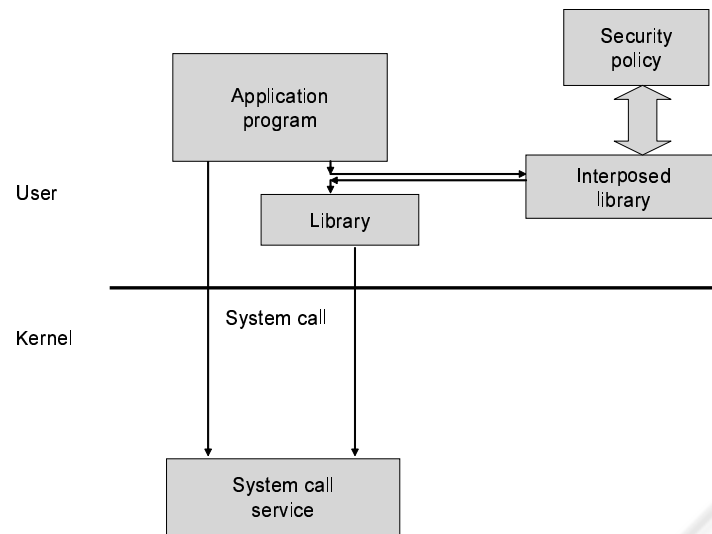 Security
policy
Application
program
Interposed
library
User
Library
System call
Kernel
System call
service